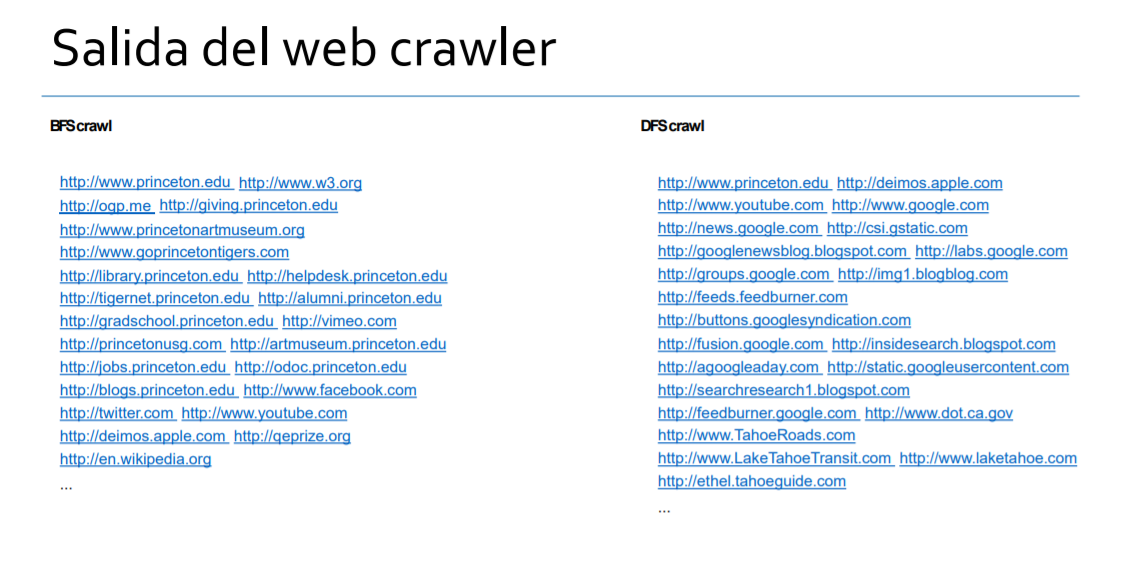 Salida del web crawler
BFS crawl
http://www.princeton.edu http://www.w3.org
http://ogp.me http://giving.princeton.edu
http://www.princetonartmuseum.org
http://www.goprincetontigers.com
http://library.princeton.edu http://helpdesk.princeton.edu
http://tigernet.princeton.edu http://alumni.princeton.edu
http://gradschool.princeton.edu http://vimeo.com
http://princetonusg.com http://artmuseum.princeton.edu
http://jobs.princeton.edu http://odoc.princeton.edu
http://blogs.princeton.edu http://www.facebook.com
http://twitter.com http://www.youtube.com
http://deimos.apple.com http://qeprize.org
http://en.wikipedia.org
...
DFS crawl
http://www.princeton.edu http://deimos.apple.com
http://www.youtube.com http://www.google.com
http://news.google.com http://csi.gstatic.com
http://googlenewsblog.blogspot.com http://labs.google.com
http://groups.google.com http://img1.blogblog.com
http://feeds.feedburner.com
http://buttons.googlesyndication.com
http://fusion.google.com http://insidesearch.blogspot.com
http://agoogleaday.com http://static.googleusercontent.com
http://searchresearch1.blogspot.com
http://feedburner.google.com http://www.dot.ca.gov
http://www.TahoeRoads.com
http://www.LakeTahoeTransit.com http://www.laketahoe.com
http://ethel.tahoeguide.com
...